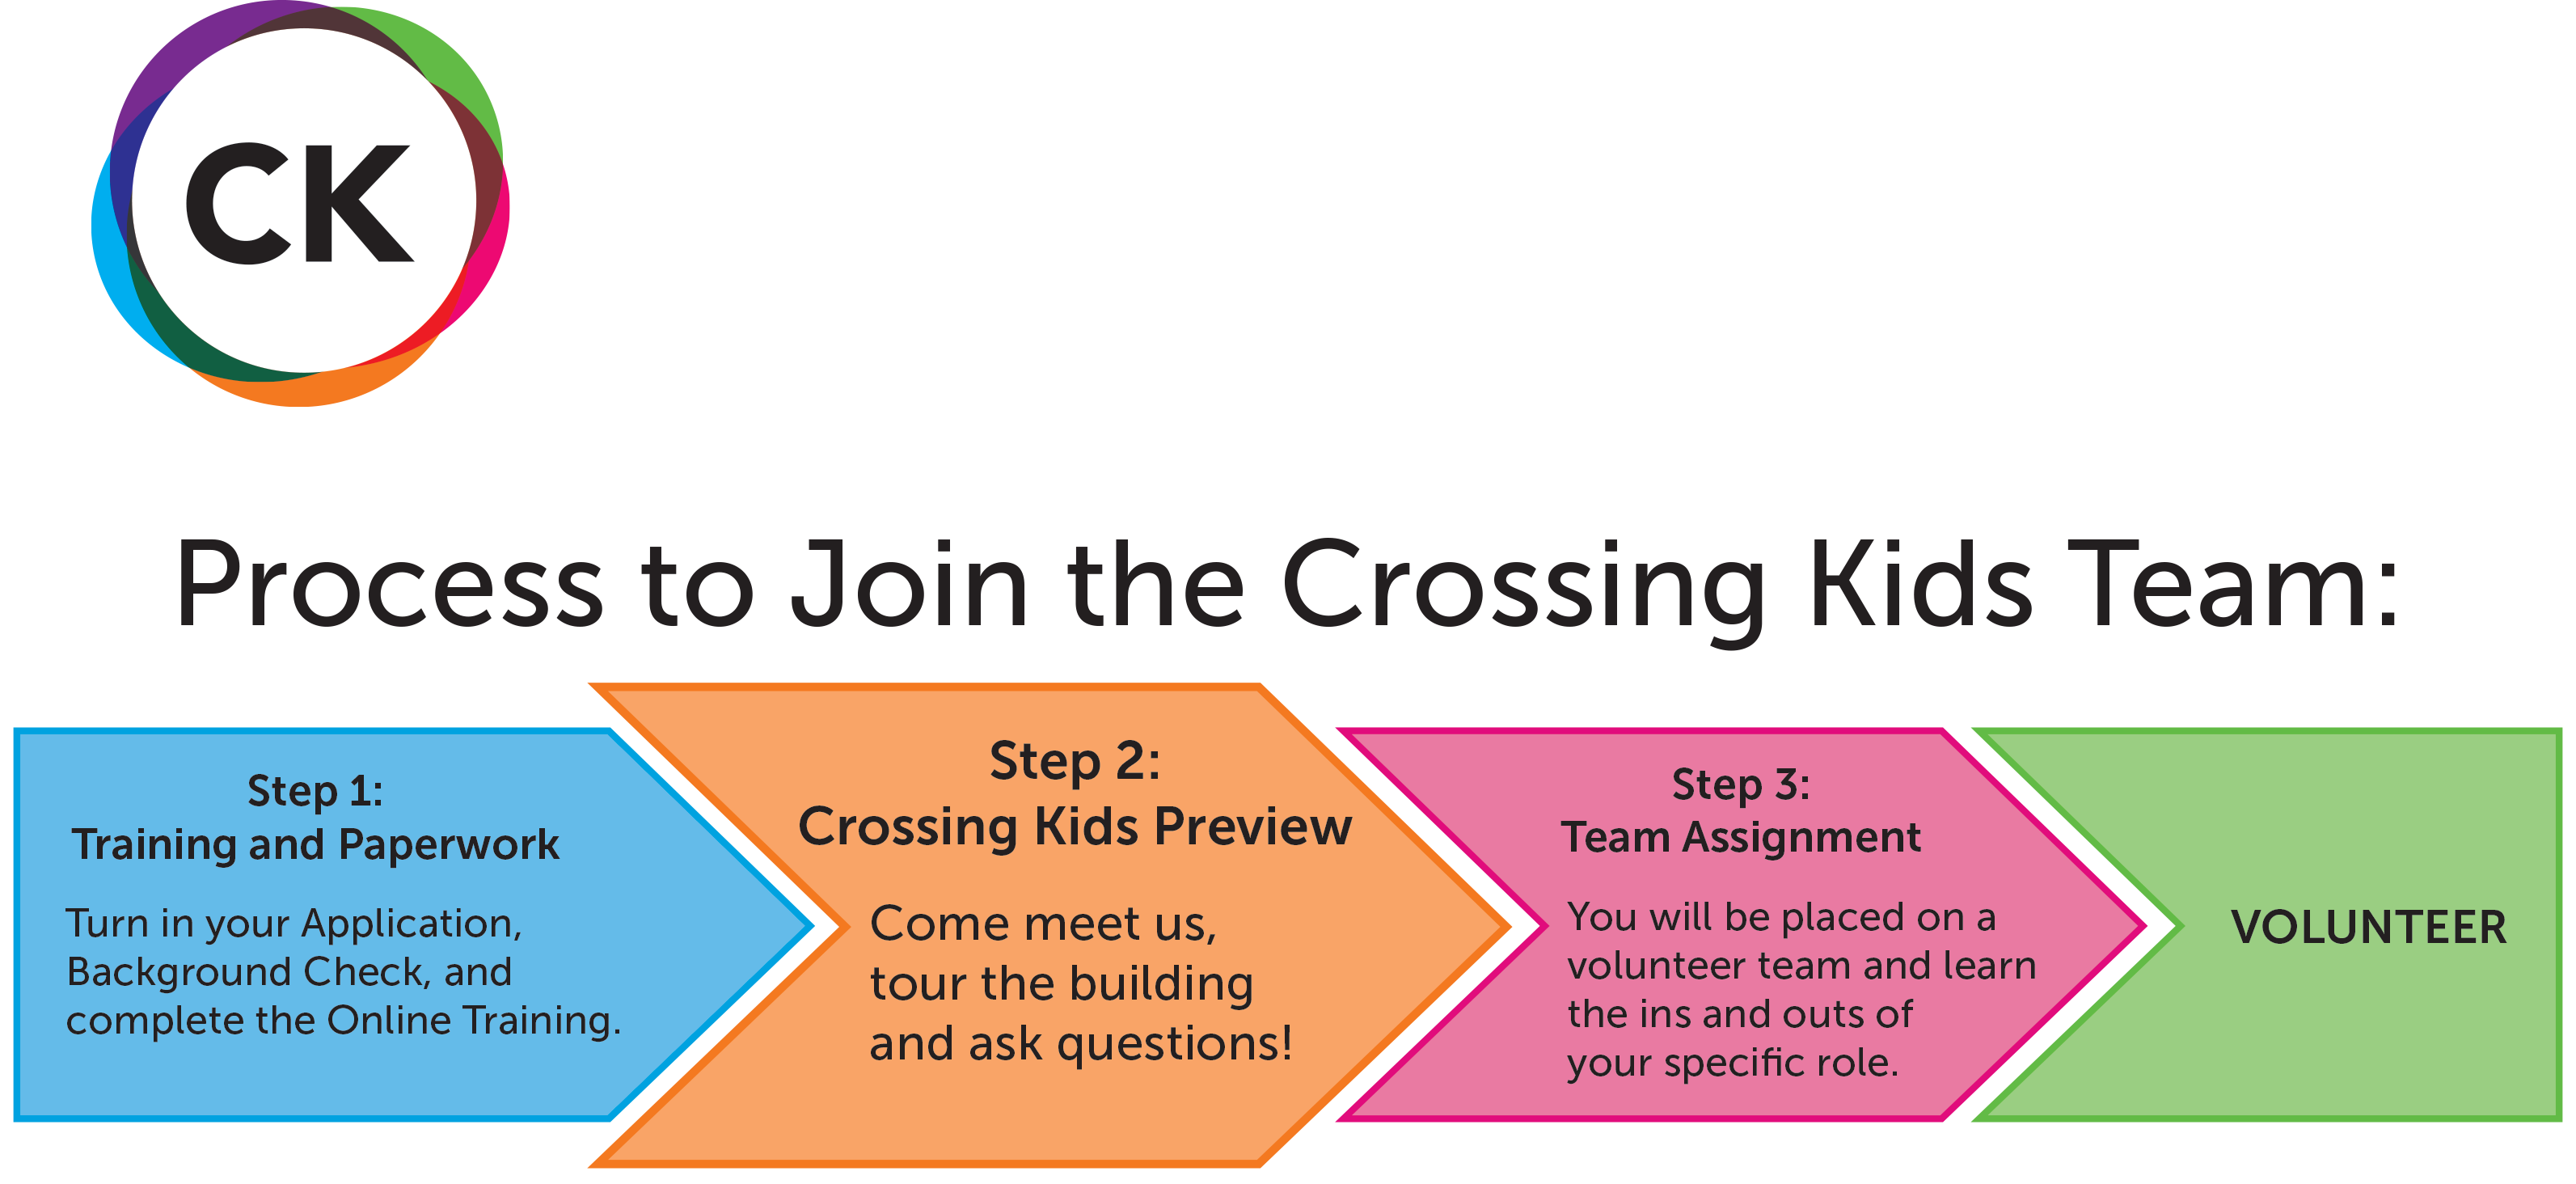 CK
Process to Join the Crossing Kids Team:
Step 1:
Training and Paperwork
Turn in your Application,
Background Check, and
complete the Online Training.
Step 2:
Crossing Kids Preview
Come meet us,
tour the building
and ask questions!
Step 3:
Team Assignment
You will be placed on a
volunteer team and learn
the ins and outs of
your specific role.
VOLUNTEER